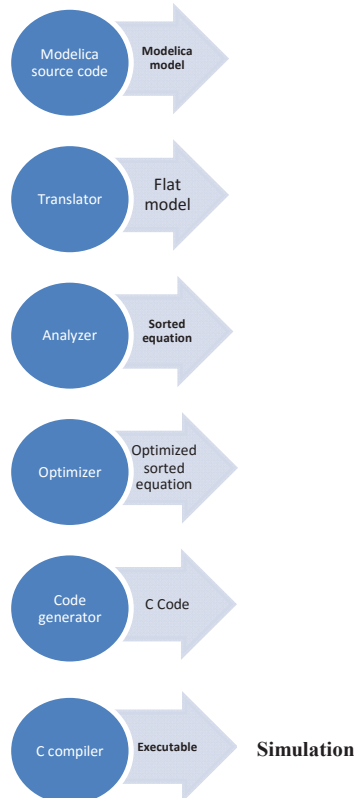 Modelica
source code
Modelica
model
Translator
Flat
model
Analyzer
Sorted
equation
Optimizer
Optimized
sorted
equation
Code
generator
C Code
C compiler
Executable
Simulation